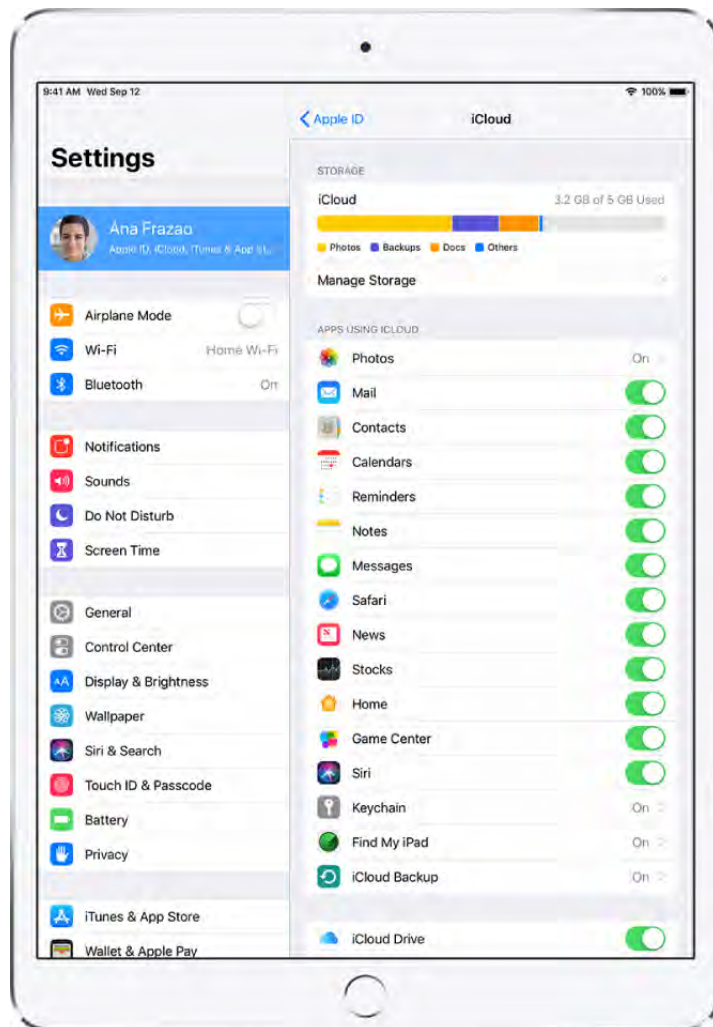 9:41 AM Wed Sep 12
100%
Settings
Ana Frazao
Apple ID, iCloud, iTunes & App St...
Airplane Mode
Wi-Fi Home Wi-Fi
Bluetooth On
Notifications
Sounds
Do Not Disturb
Screen Time
General
Control Center
AA Display & Brightness
Wallpaper
Siri & Search
Touch ID & Passcode
Battery
Privacy
iTunes & App Store
Wallet & Apple Pay
Apple ID iCloud
STORAGE
iCloud 3.2 GB of 5 GB Used
Photos Backups Docs Others
Manage Storage
APPS USING ICLOUD
Photos On
Mail
Contacts
Calendars
Reminders
Notes
Messages
Safari
News
Stocks
Home
Game Center
Siri
Keychain On
Find My iPad On
iCloud Backup On
iCloud Drive